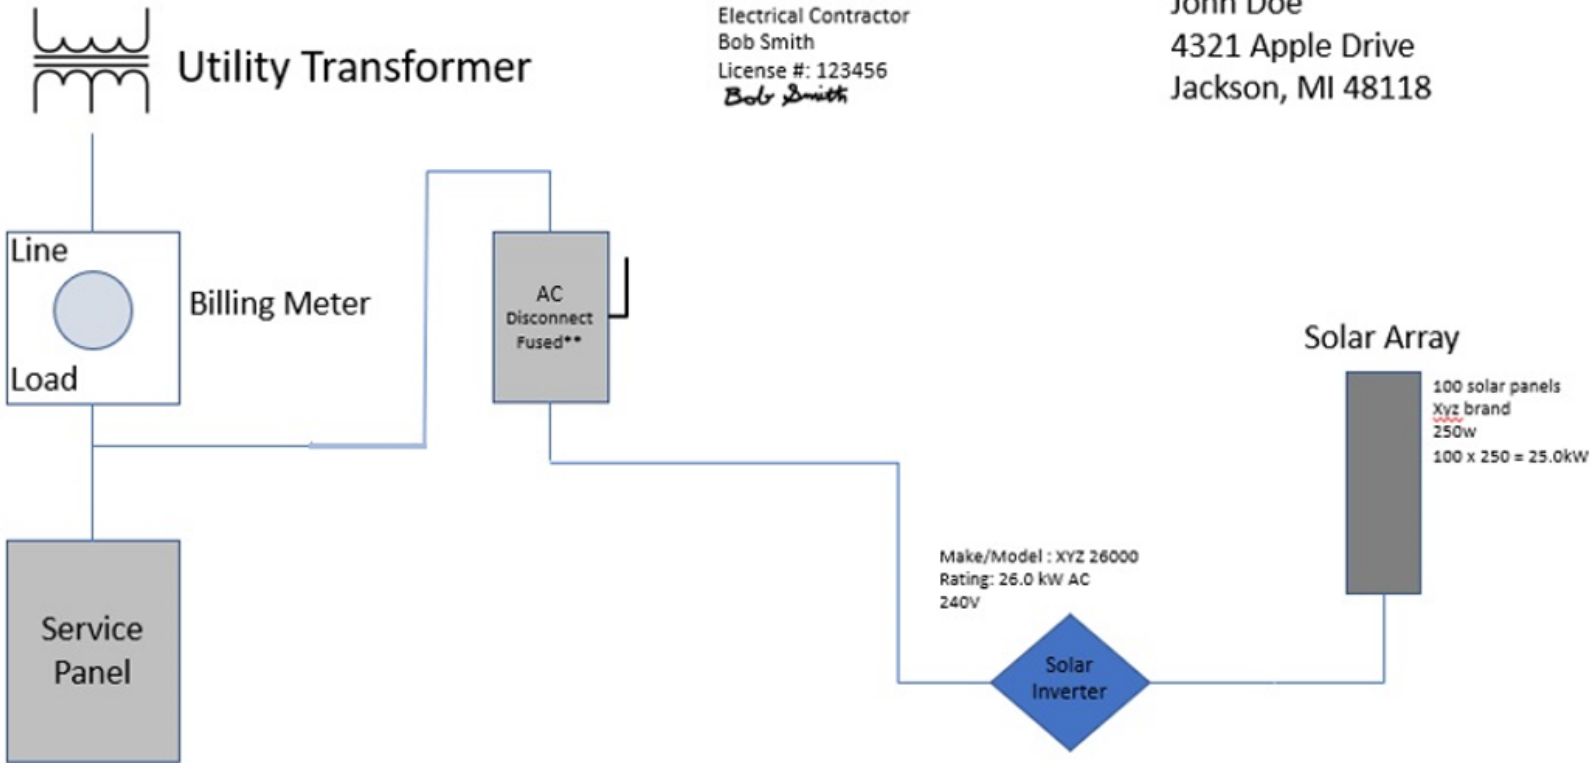 Electrical Contractor
Bob Smith
License #: 123456
Bob Smith
John Doe
4321 Apple Drive
Jackson, MI 48118
Utility Transformer
Line
Load
Billing Meter
AC
Disconnect
Fused**
Solar Array
100 solar panels
Xyz brand
250w
100 x 250 = 25.0kW
Make/Model : XYZ 26000
Rating: 26.0 kW AC
240V
Solar
Inverter
Service
Panel